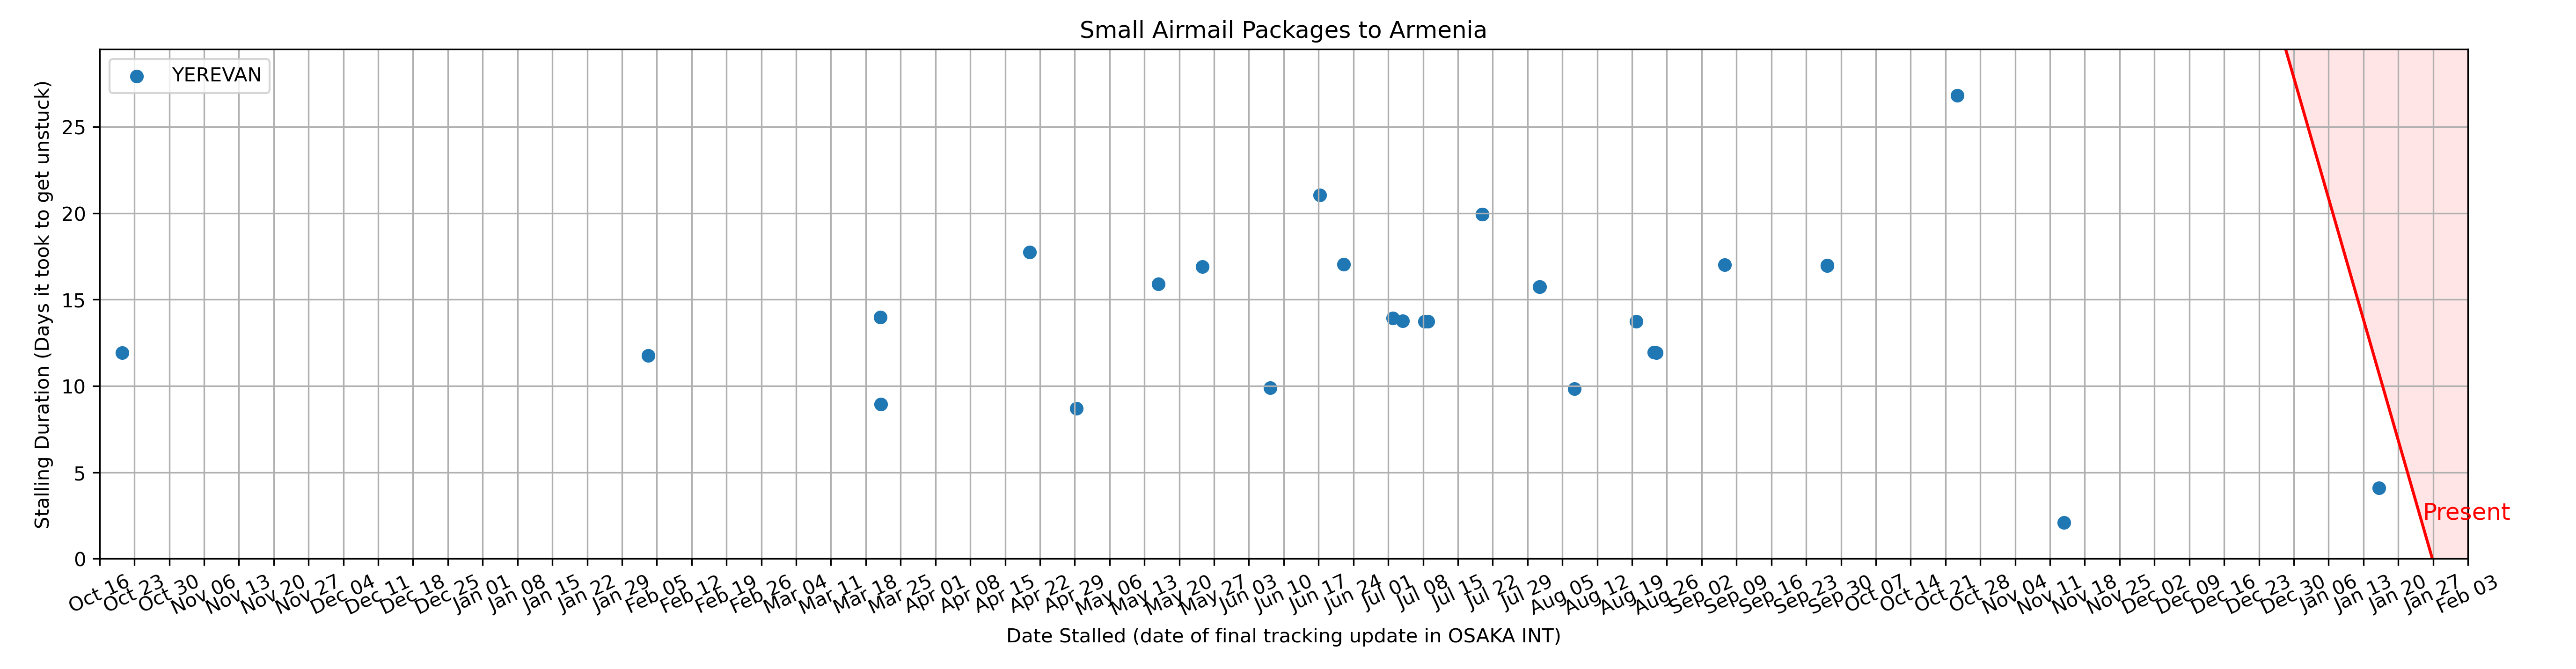 Small Airmail Packages to Armenia
YEREVAN
Stalling Duration (Days it took to get unstuck)
25
20
15
10
5
0
Present
Oct 16 Oct 23 Oct 30 Nov 06 Nov 13 Nov 20 Nov 27 Dec 04 Dec 11 Dec 18 Dec 25 Jan 01 Jan 08 Jan 15 Jan 22 Jan 29 Feb 05 Feb 12 Feb 19 Feb 26 Mar 04 Mar 11 Mar 18 Mar 25 Apr 01 Apr 08 Apr 15 Apr 22 Apr 29 May 06 May 13 May 20 May 27 Jun 03 Jun 10 Jun 17 Jun 24 Jul 01 Jul 08 Jul 15 Jul 22 Jul 29 Aug 05 Aug 12 Aug 19 Aug 26 Sep 02 Sep 09 Sep 16 Sep 23 Sep 30 Oct 07 Oct 14 Oct 21 Oct 28 Nov 04 Nov 11 Nov 18 Nov 25 Dec 02 Dec 09 Dec 16 Dec 23 Dec 30 Jan 06 Jan 13 Jan 20 Jan 27 Feb 03
Date Stalled (date of final tracking update in OSAKA INT)